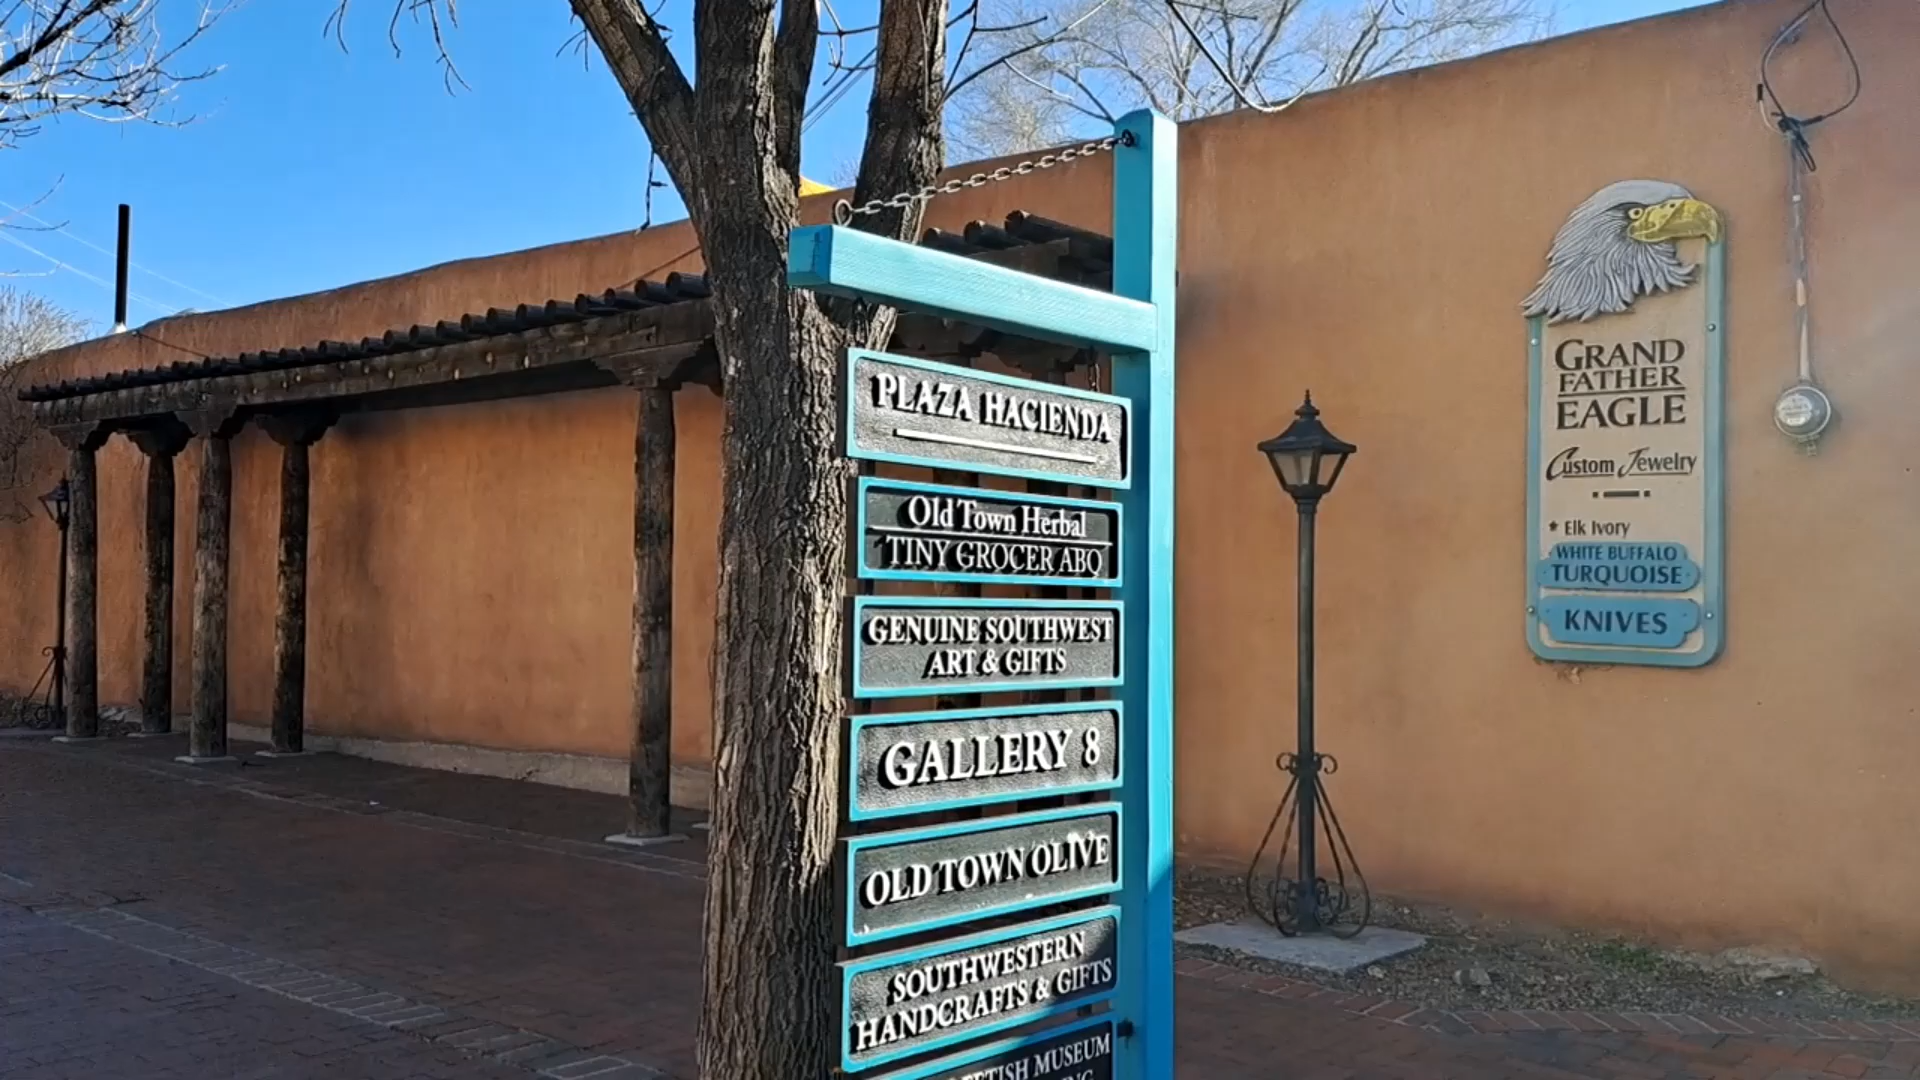 PLAZA HACIENDA
Old Town Herbal
TINY GROCER ABQ
GENUINE SOUTHWEST
ART & GIFTS
GALLERY 8
OLD TOWN OLIVE
SOUTHWESTERN
HANDCRAFTS & GIFTS
MUSEUM
GRAND
FATHER
EAGLE
Custom Jewelry
* Elk Ivory
WHITE BUFFALO
TURQUOISE
KNIVES